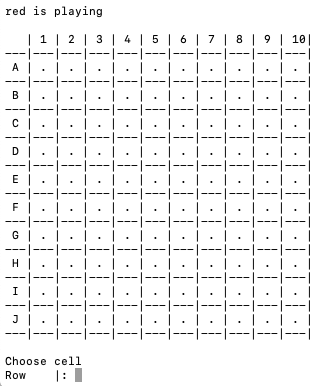 red is playing
   | 1 | 2 | 3 | 4 | 5 | 6 | 7 | 8 | 9 | 10|
---|---|---|---|---|---|---|---|---|---|---|
 A | . | . | . | . | . | . | . | . | . | . |
---|---|---|---|---|---|---|---|---|---|---|
 B | . | . | . | . | . | . | . | . | . | . |
---|---|---|---|---|---|---|---|---|---|---|
 C | . | . | . | . | . | . | . | . | . | . |
---|---|---|---|---|---|---|---|---|---|---|
 D | . | . | . | . | . | . | . | . | . | . |
---|---|---|---|---|---|---|---|---|---|---|
 E | . | . | . | . | . | . | . | . | . | . |
---|---|---|---|---|---|---|---|---|---|---|
 F | . | . | . | . | . | . | . | . | . | . |
---|---|---|---|---|---|---|---|---|---|---|
 G | . | . | . | . | . | . | . | . | . | . |
---|---|---|---|---|---|---|---|---|---|---|
 H | . | . | . | . | . | . | . | . | . | . |
---|---|---|---|---|---|---|---|---|---|---|
 I | . | . | . | . | . | . | . | . | . | . |
---|---|---|---|---|---|---|---|---|---|---|
 J | . | . | . | . | . | . | . | . | . | . |
---|---|---|---|---|---|---|---|---|---|---|
Choose cell
Row    |: